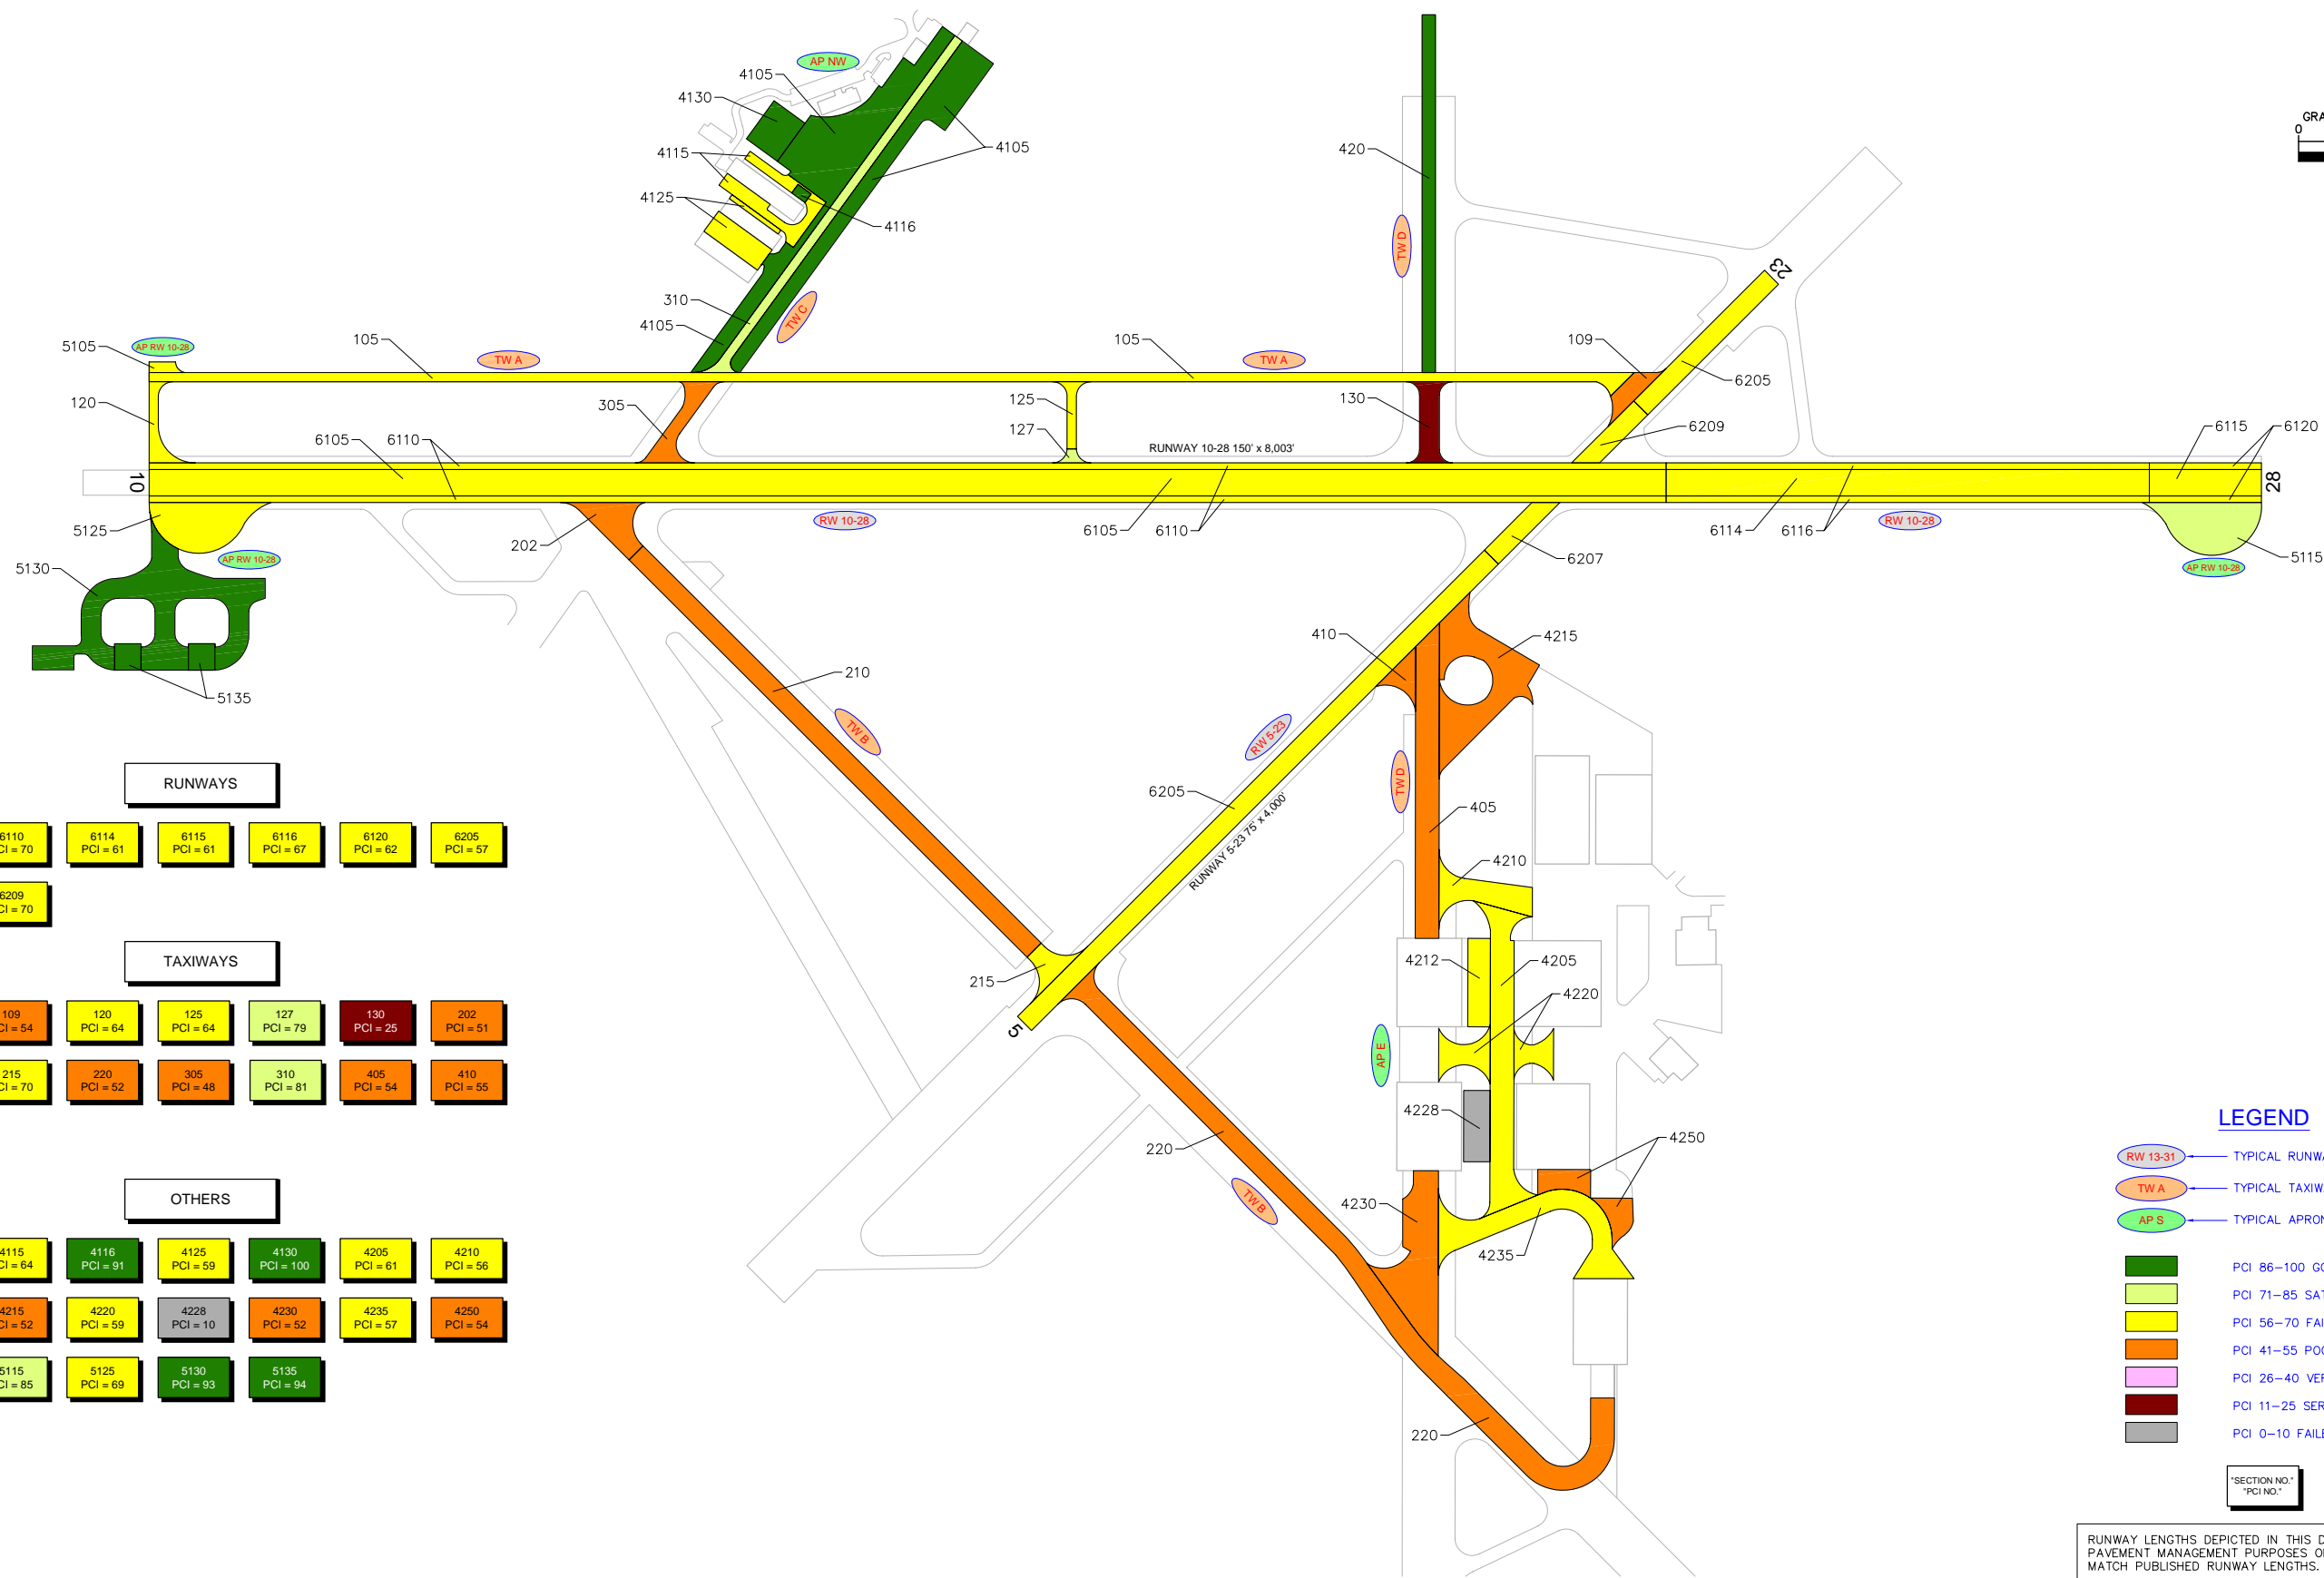 AP NW
4105
4130
4115
4125
4105
4116
310
4105
TW C
420
TW D
GRA
0
23
5105
AP RW 10-28
105
TW A
105
TW A
109
6205
120
305
125
130
127
6209
6105
6110
RUNWAY 10-28 150' x 8,003'
6115
6120
10
28
5125
202
RW 10-28
6105
6110
6114
6116
RW 10-28
AP RW 10-28
5130
6207
5115
AP RW 10-28
5135
410
4215
210
TW B
RW 5-23
TW D
6205
RUNWAY 5-23 75' x 4,000'
405
4210
215
5
4212
4205
4220
AP E
4228
220
4250
TW B
4230
4235
220
RUNWAYS
6110
PCI = 70
6114
PCI = 61
6115
PCI = 61
6116
PCI = 67
6120
PCI = 62
6205
PCI = 57
6209
PCI = 70
TAXIWAYS
109
PCI = 54
120
PCI = 64
125
PCI = 64
127
PCI = 79
130
PCI = 25
202
PCI = 51
215
PCI = 70
220
PCI = 52
305
PCI = 48
310
PCI = 81
405
PCI = 54
410
PCI = 55
OTHERS
4115
PCI = 64
4116
PCI = 91
4125
PCI = 59
4130
PCI = 100
4205
PCI = 61
4210
PCI = 56
4215
PCI = 52
4220
PCI = 59
4228
PCI = 10
4230
PCI = 52
4235
PCI = 57
4250
PCI = 54
5115
PCI = 85
5125
PCI = 69
5130
PCI = 93
5135
PCI = 94
LEGEND
RW 13-31 TYPICAL RUNWA
TW A TYPICAL TAXIW
AP S TYPICAL APRON
PCI 86-100 GO
PCI 71-85 SAT
PCI 56-70 FAI
PCI 41-55 POO
PCI 26-40 VER
PCI 11-25 SER
PCI 0-10 FAILE
"SECTION NO."
"PCI NO."
RUNWAY LENGTHS DEPICTED IN THIS D
PAVEMENT MANAGEMENT PURPOSES O
MATCH PUBLISHED RUNWAY LENGTHS.